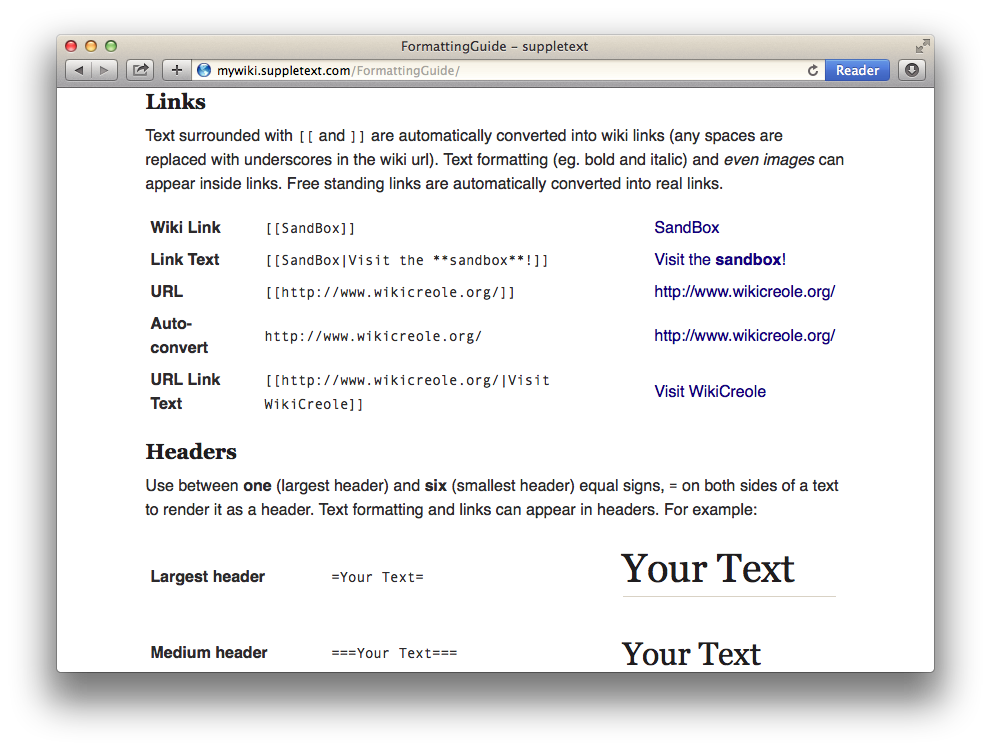 FormattingGuide – suppletext
mywiki.suppletext.com/FormattingGuide/
Reader
Links
Text surrounded with [[ and ]] are automatically converted into wiki links (any spaces are
replaced with underscores in the wiki url). Text formatting (eg. bold and italic) and even images can
appear inside links. Free standing links are automatically converted into real links.
Wiki Link [[SandBox]] SandBox
Link Text [[SandBox|Visit the **sandbox**!]] Visit the sandbox!
URL [[http://www.wikicreole.org/]] http://www.wikicreole.org/
Auto-
convert http://www.wikicreole.org/ http://www.wikicreole.org/
URL Link [[http://www.wikicreole.org/|Visit
Text WikiCreole]] Visit WikiCreole
Headers
Use between one (largest header) and six (smallest header) equal signs, = on both sides of a text
to render it as a header. Text formatting and links can appear in headers. For example:
Largest header =Your Text= Your Text
Medium header ===Your Text=== Your Text